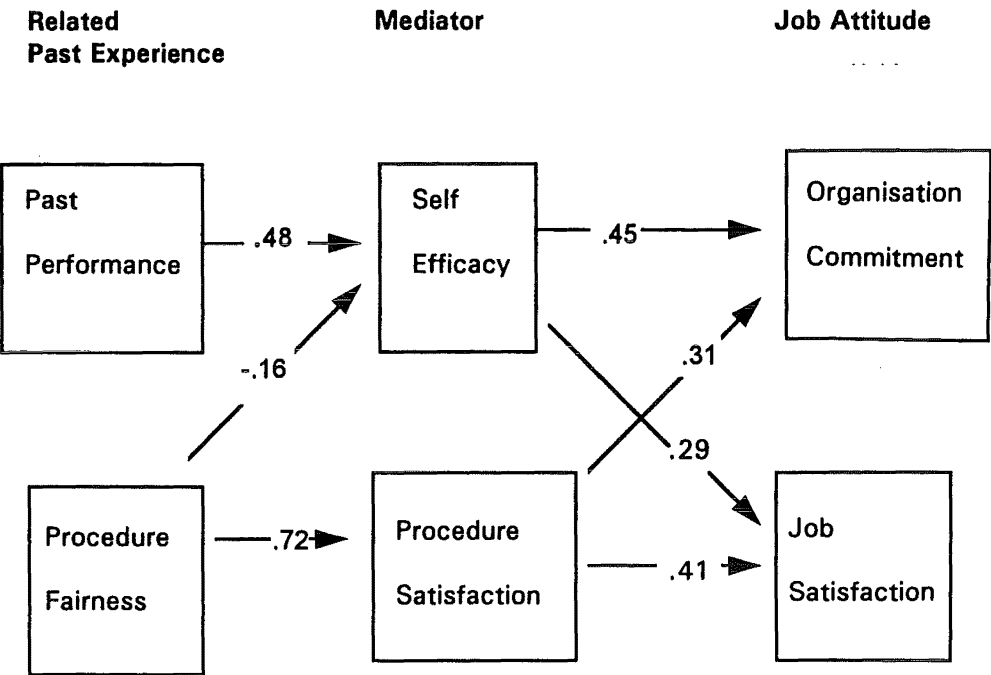 Related
Past Experience
Mediator
Job Attitude
Past
Performance
.48
Self
Efficacy
.45
Organisation
Commitment
-.16
.31
.29
Procedure
Fairness
.72
Procedure
Satisfaction
.41
Job
Satisfaction